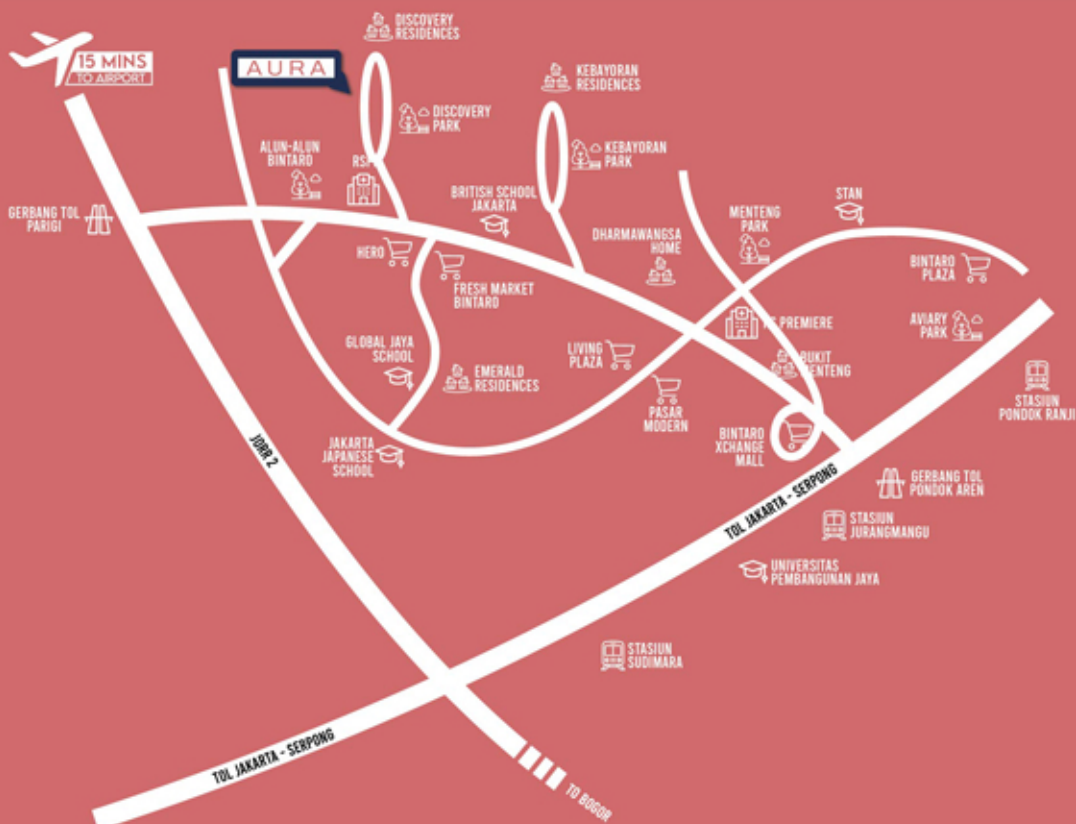 DISCOVERY
RESIDENCES
15 MINS
TO AIRPORT
AURA
KEBAYORAN
RESIDENCES
DISCOVERY
PARK
ALUN-ALUN
BINTARO
KEBAYORAN
PARK
BRITISH SCHOOL
JAKARTA
STAN
GERBANG TOL
PARIGI
MENTENG
PARK
DHARMAWANGSA
HOME
HERO
BINTARO
PLAZA
FRESH MARKET
BINTARO
PREMIERE
AVIARY
PARK
GLOBAL JAYA
SCHOOL
LIVING
PLAZA
EMERALD
RESIDENCES
BUKIT
MENTENG
STASIUN
PONDOK RANJI
PASAR
MODERN
JAKARTA
JAPANESE
SCHOOL
BINTARO
XCHANGE
MALL
JORR 2
TOL JAKARTA - SERPONG
GERBANG TOL
PONDOK AREN
STASIUN
JURANGMANGU
UNIVERSITAS
PEMBANGUNAN JAYA
STASIUN
SUDIMARA
TOL JAKARTA - SERPONG
TO BOGOR